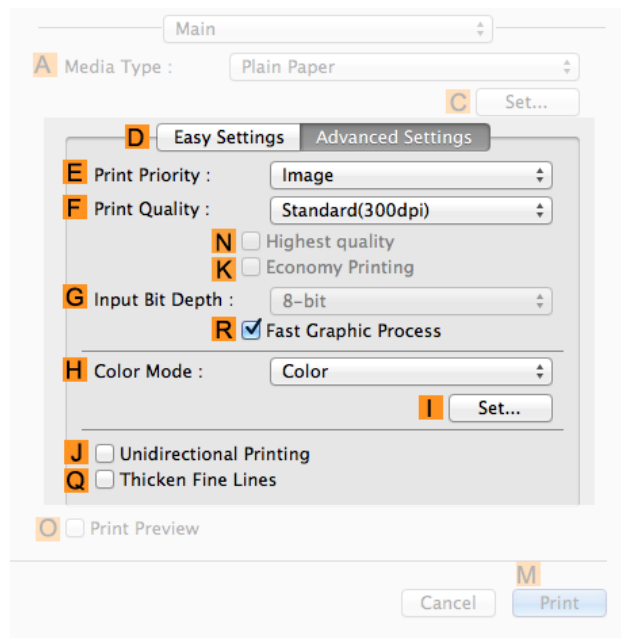 Main
A Media Type : Plain Paper
C Set...
D Easy Settings Advanced Settings
E Print Priority : Image
F Print Quality : Standard(300dpi)
N Highest quality
K Economy Printing
G Input Bit Depth : 8-bit
R Fast Graphic Process
H Color Mode : Color
I Set...
J Unidirectional Printing
Q Thicken Fine Lines
O Print Preview
M
Cancel Print